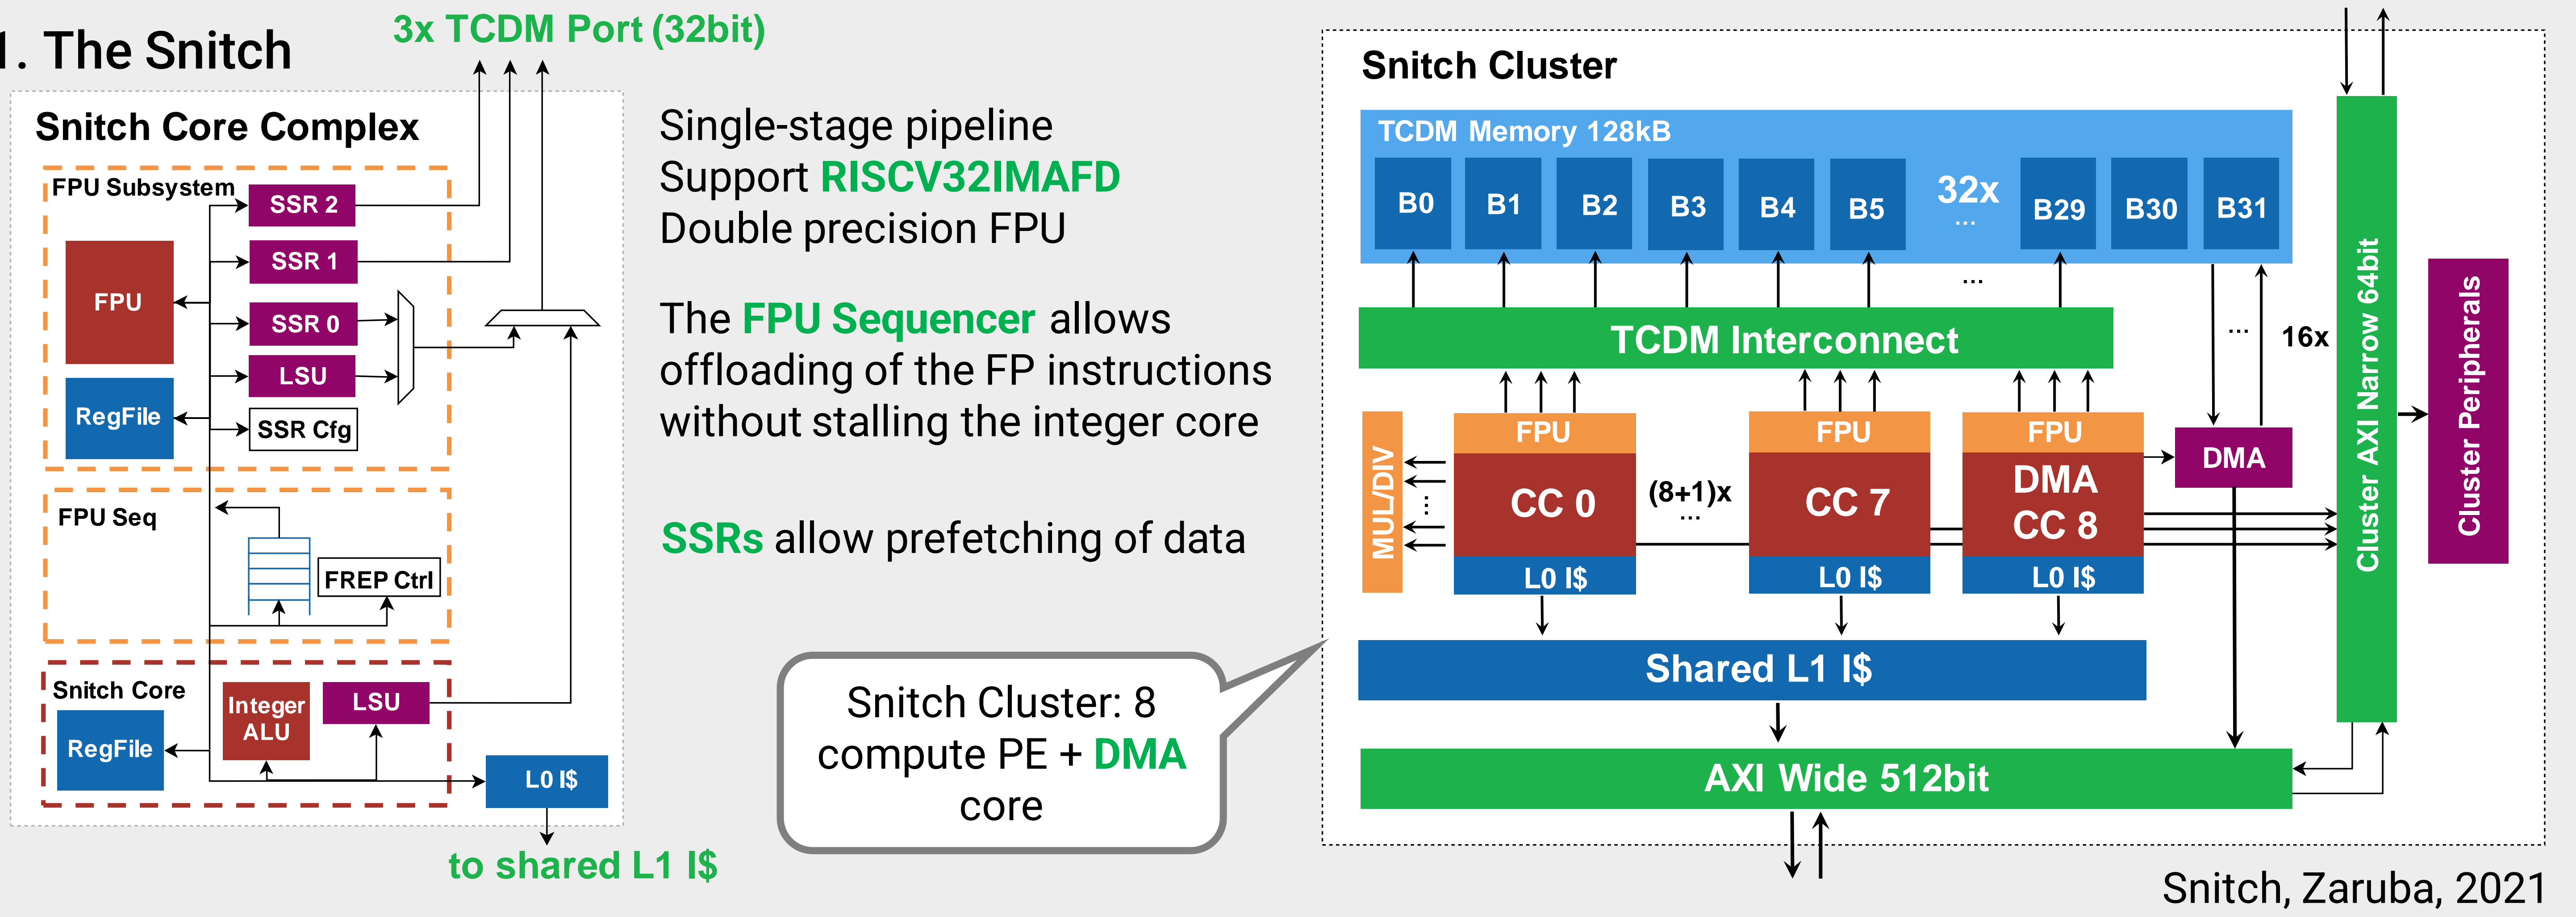 1. The Snitch
3x TCDM Port (32bit)
Snitch Core Complex
FPU Subsystem
SSR 2
SSR 1
FPU
SSR 0
LSU
RegFile
SSR Cfg
FPU Seq
FREP Ctrl
Snitch Core
Integer
ALU
LSU
RegFile
L0 I$
to shared L1 I$
Single-stage pipeline
Support RISCV32IMAFD
Double precision FPU
The FPU Sequencer allows
offloading of the FP instructions
without stalling the integer core
SSRs allow prefetching of data
Snitch Cluster: 8
compute PE + DMA
core
Snitch Cluster
TCDM Memory 128kB
B0 B1 B2 B3 B4 B5 32x ... B29 B30 B31
...
TCDM Interconnect
... 16x
MUL/DIV
...
FPU
CC 0
L0 I$
(8+1)x
...
FPU
CC 7
L0 I$
FPU
DMA
CC 8
L0 I$
DMA
Shared L1 I$
AXI Wide 512bit
Cluster AXI Narrow 64bit
Cluster Peripherals
Snitch, Zaruba, 2021